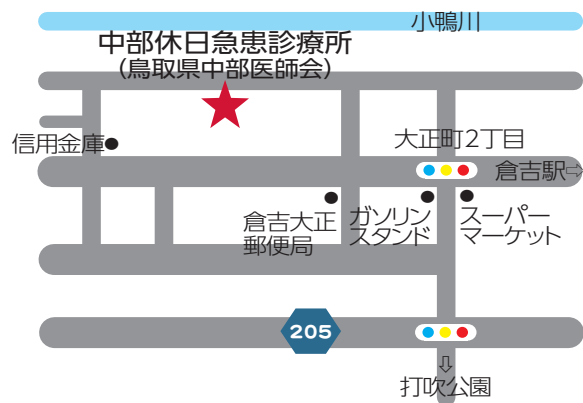 小鴨川
中部休日急患診療所
(鳥取県中部医師会)
信用金庫
大正町2丁目
倉吉駅⇨
倉吉大正
郵便局
ガソリン
スタンド
スーパー
マーケット
205
⇩
打吹公園